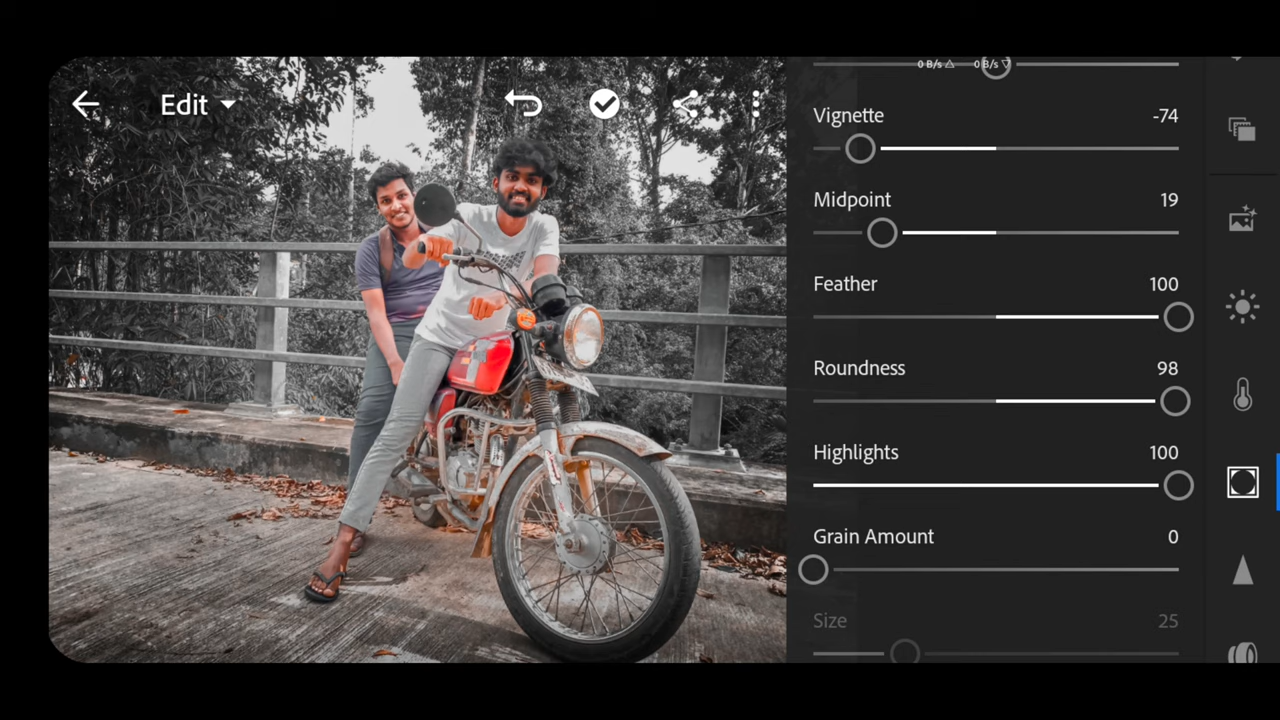 Edit
0 B/s △ 0 B/s ▽
Vignette -74
Midpoint 19
Feather 100
Roundness 98
Highlights 100
Grain Amount 0
Size 25